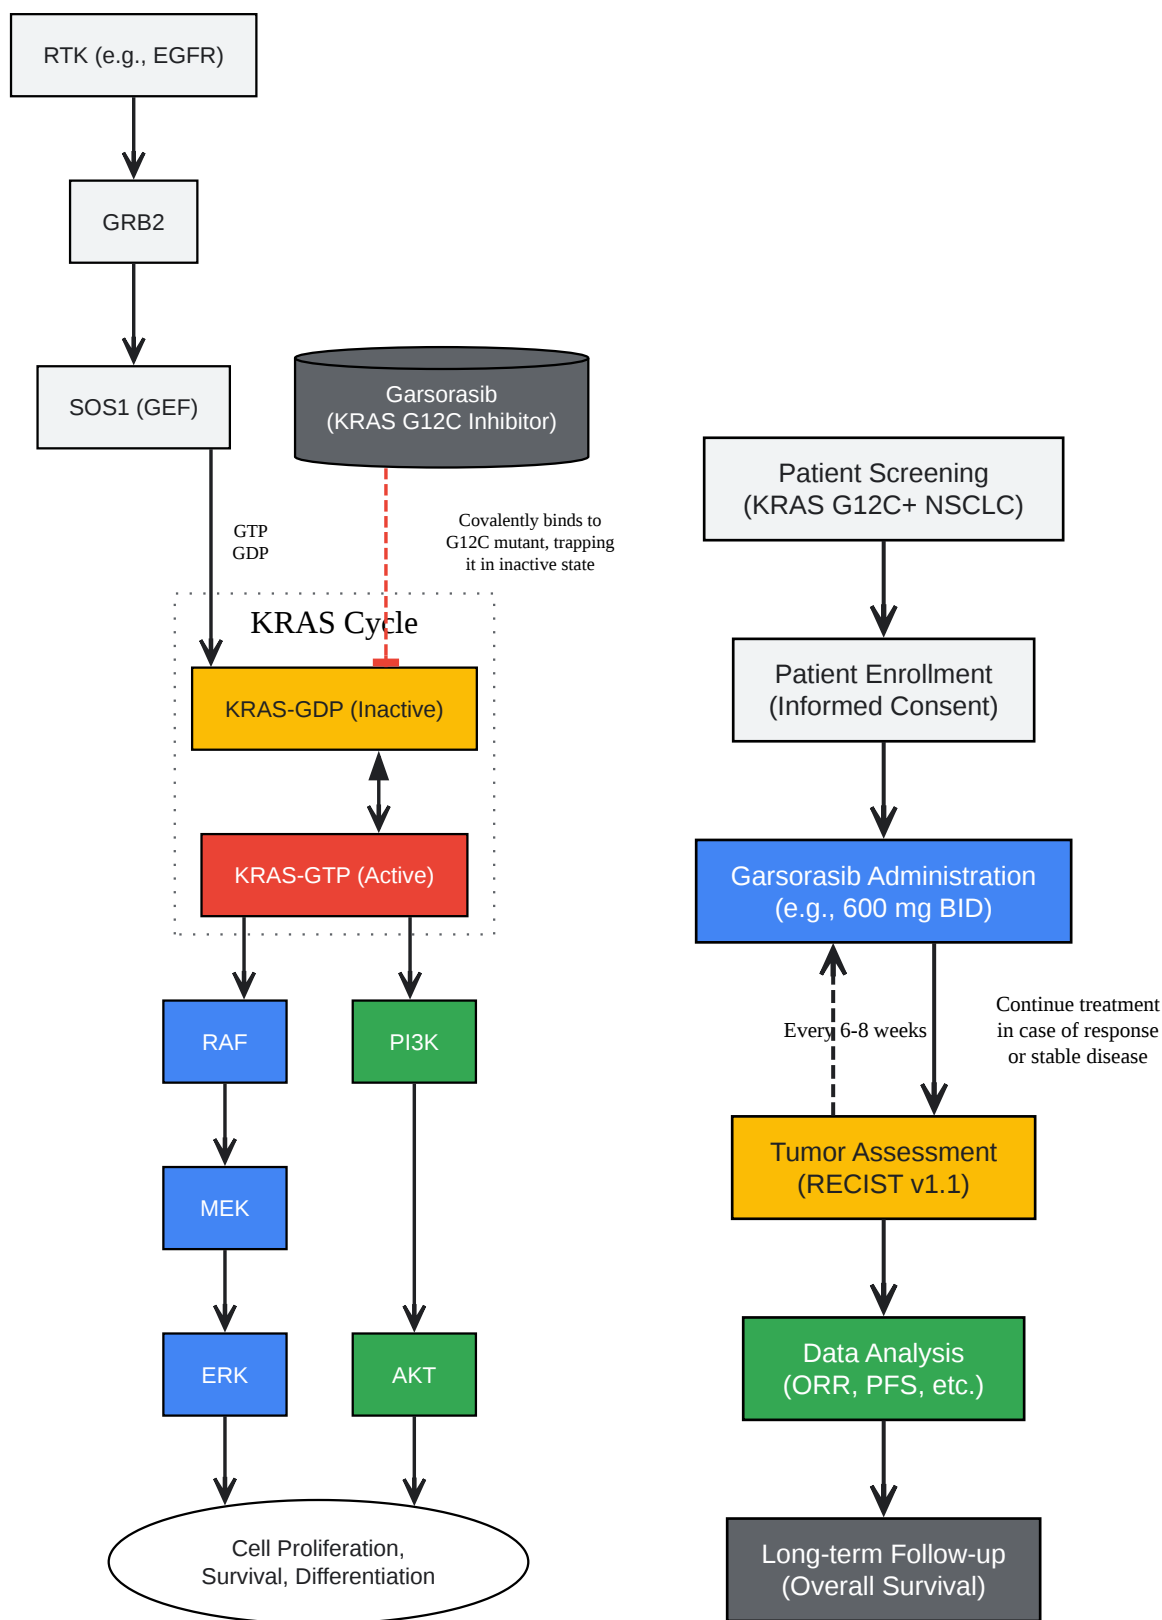 RTK (e.g., EGFR)
GRB2
SOS1 (GEF)
Garsorasib
(KRAS G12C Inhibitor)
GTP
GDP
Covalently binds to
G12C mutant, trapping
it in inactive state
KRAS Cycle
KRAS-GDP (Inactive)
KRAS-GTP (Active)
RAF
PI3K
MEK
ERK
AKT
Cell Proliferation,
Survival, Differentiation
Patient Screening
(KRAS G12C+ NSCLC)
Patient Enrollment
(Informed Consent)
Garsorasib Administration
(e.g., 600 mg BID)
Every 6-8 weeks
Continue treatment
in case of response
or stable disease
Tumor Assessment
(RECIST v1.1)
Data Analysis
(ORR, PFS, etc.)
Long-term Follow-up
(Overall Survival)